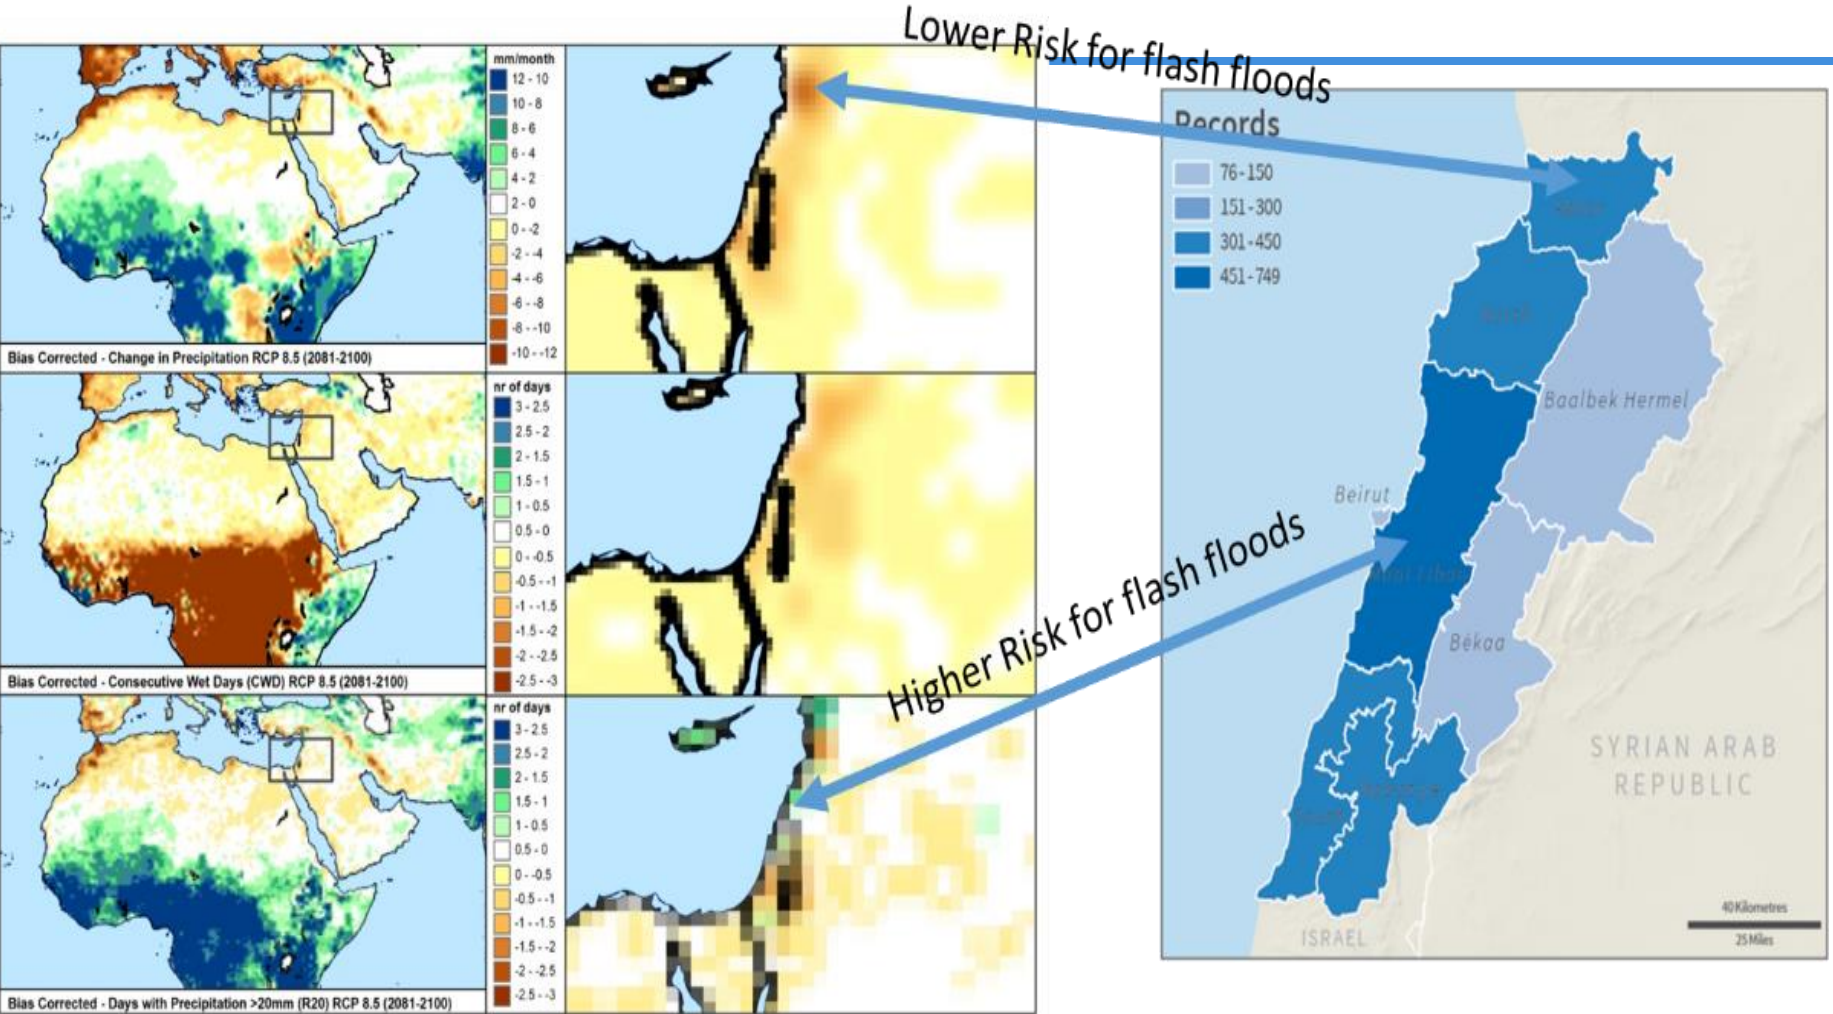 Lower Risk for flash floods
mm/month
12 - 10
10 - 8
8 - 6
6 - 4
4 - 2
2 - 0
0 - -2
-2 - -4
-4 - -6
-6 - -8
-8 - -10
-10 - -12
Bias Corrected - Change in Precipitation RCP 8.5 (2081-2100)
nr of days
3 - 2.5
2.5 - 2
2 - 1.5
1.5 - 1
1 - 0.5
0.5 - 0
0 - -0.5
-0.5 - -1
-1 - -1.5
-1.5 - -2
-2 - -2.5
-2.5 - -3
Bias Corrected - Consecutive Wet Days (CWD) RCP 8.5 (2081-2100)
nr of days
3 - 2.5
2.5 - 2
2 - 1.5
1.5 - 1
1 - 0.5
0.5 - 0
0 - -0.5
-0.5 - -1
-1 - -1.5
-1.5 - -2
-2 - -2.5
-2.5 - -3
Bias Corrected - Days with Precipitation >20mm (R20) RCP 8.5 (2081-2100)
Higher Risk for flash floods
Records
76-150
151-300
301-450
451-749
Baalbek Hermel
Beirut
Békaa
SYRIAN ARAB
REPUBLIC
40 Kilometres
25 Miles
ISRAEL